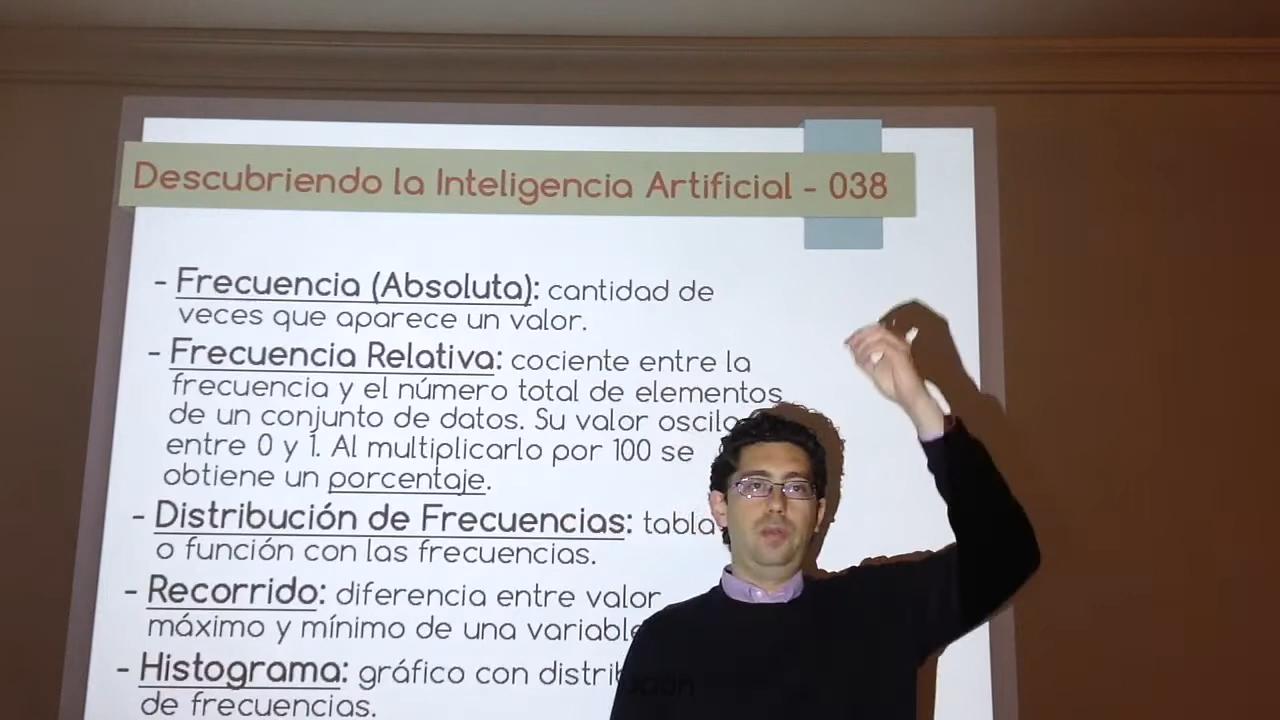 Descubriendo la Inteligencia Artificial - 038
- Frecuencia (Absoluta): cantidad de
veces que aparece un valor.
- Frecuencia Relativa: cociente entre la
frecuencia y el número total de elementos
de un conjunto de datos. Su valor oscila
entre 0 y 1. Al multiplicarlo por 100 se
obtiene un porcentaje.
- Distribución de Frecuencias: tabla
o función con las frecuencias.
- Recorrido: diferencia entre valor
máximo y mínimo de una variable
- Histograma: gráfico con distribución
de frecuencias.